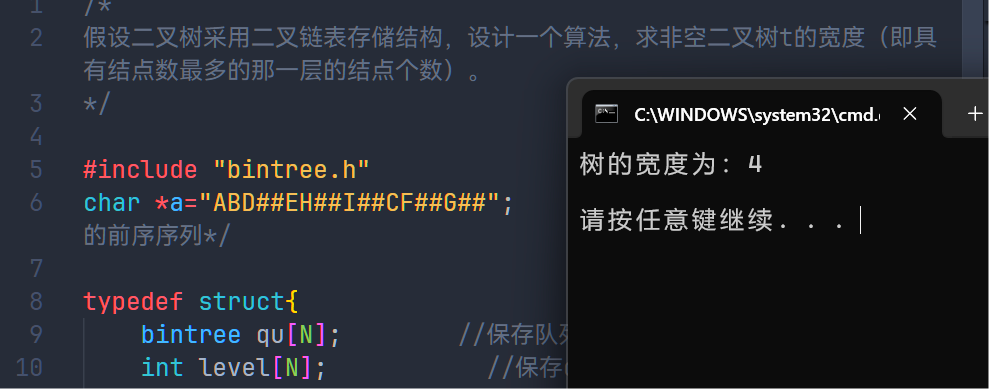 1 /*
2 假设二叉树采用二叉链表存储结构，设计一个算法，求非空二叉树t的宽度（即具
有结点数最多的那一层的结点个数）。
3 */
4
5 #include "bintree.h"
6 char *a="ABD##EH##I##CF##G##";
的前序序列*/
7
8 typedef struct{
9 bintree qu[N]; //保存队
10 int level[N]; //保存
C:\WINDOWS\system32\cmd.
树的宽度为：4
请按任意键继续. . .